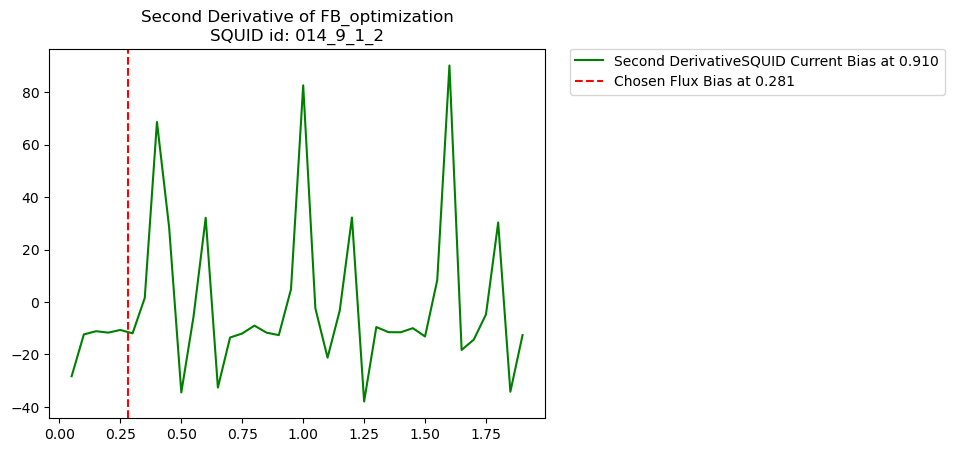 Second Derivative of FB_optimization
SQUID id: 014_9_1_2
Second DerivativeSQUID Current Bias at 0.910
Chosen Flux Bias at 0.281
80
60
40
20
0
−20
−40
0.00 0.25 0.50 0.75 1.00 1.25 1.50 1.75